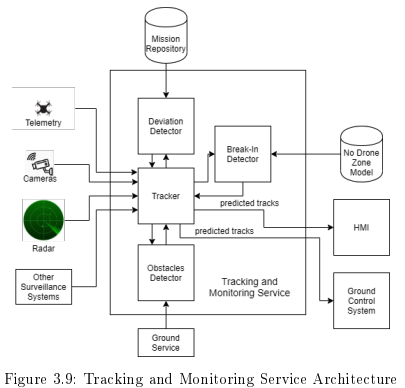 Mission
Repository
Deviation
Detector
Break-In
Detector
No Drone
Zone
Model
Telemetry
Cameras
Tracker
predicted tracks
Radar
predicted tracks
HMI
Other
Surveillance
Systems
Obstacles
Detector
Tracking and
Monitoring Service
Ground
Control
System
Ground
Service
Figure 3.9: Tracking and Monitoring Service Architecture